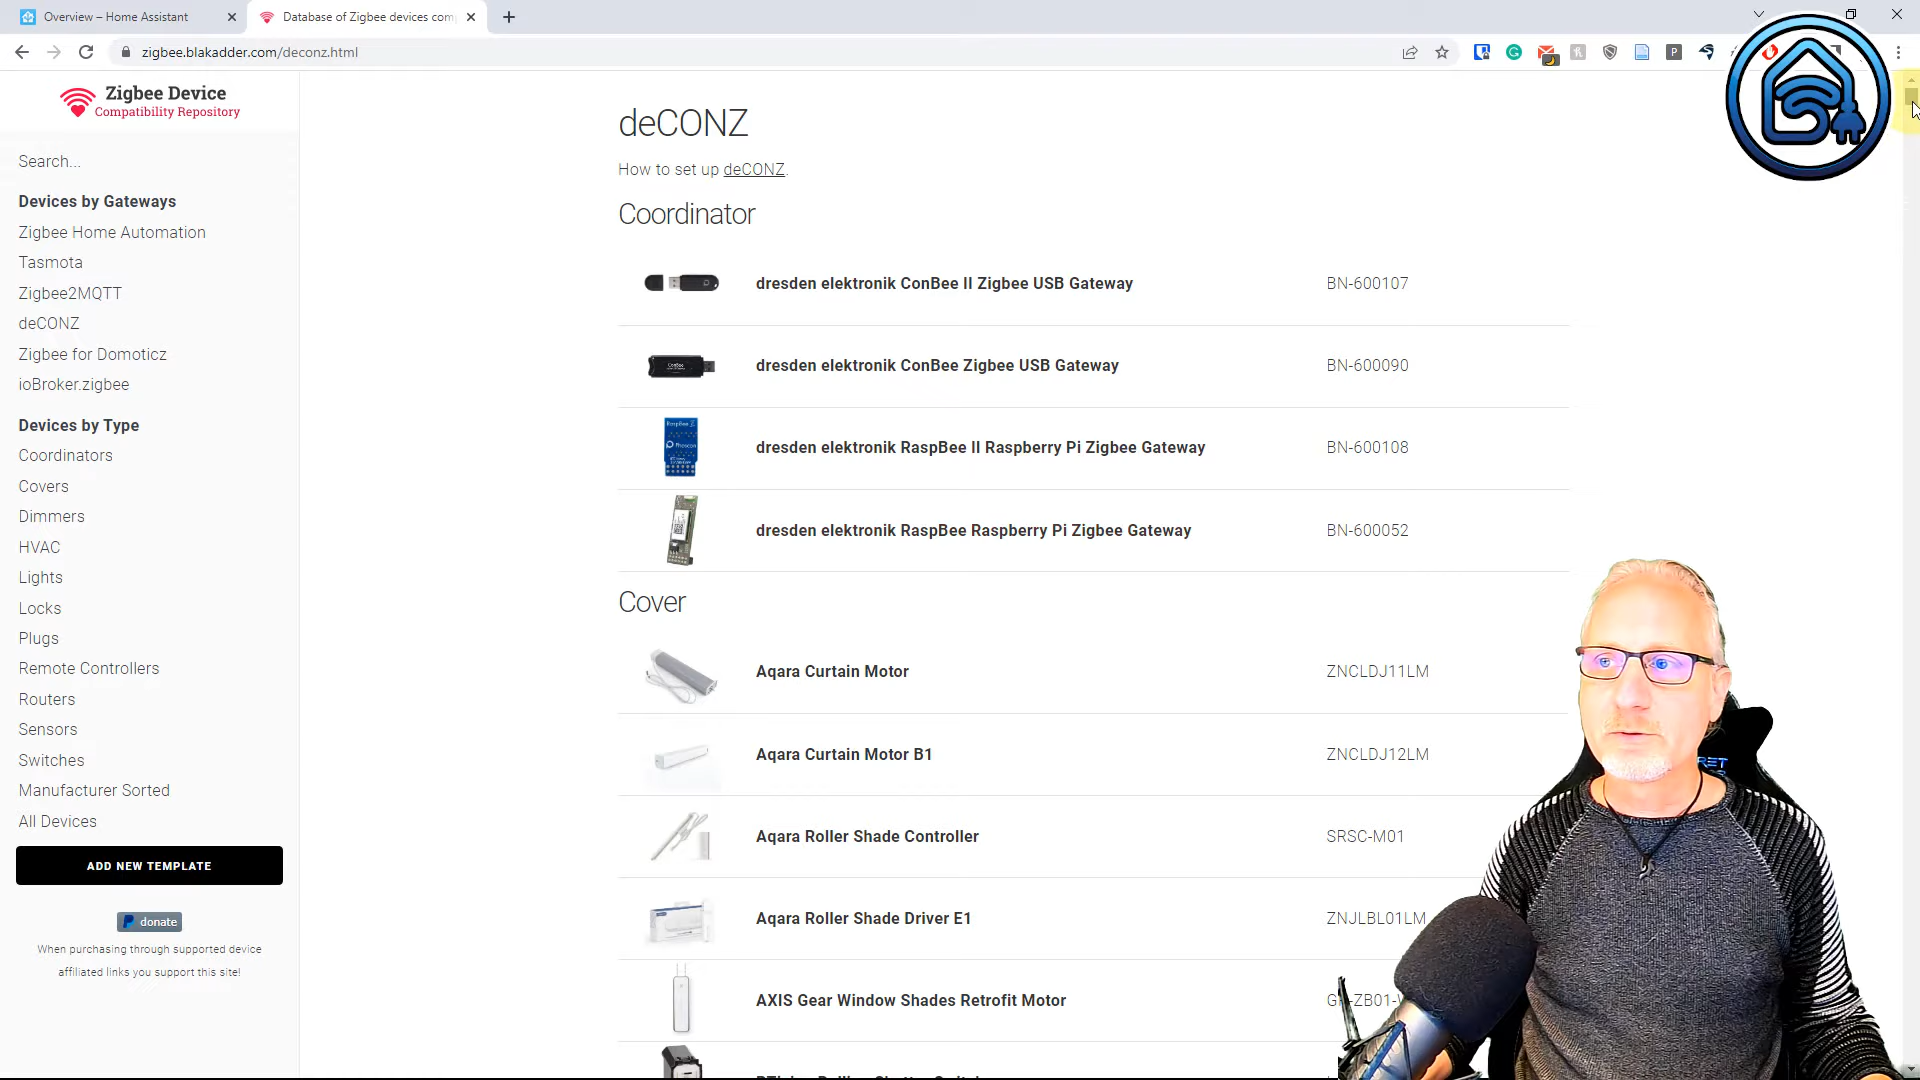 Overview – Home Assistant
Database of Zigbee devices com
zigbee.blakadder.com/deconz.html
Zigbee Device
Compatibility Repository
Search...
Devices by Gateways
Zigbee Home Automation
Tasmota
Zigbee2MQTT
deCONZ
Zigbee for Domoticz
ioBroker.zigbee
Devices by Type
Coordinators
Covers
Dimmers
HVAC
Lights
Locks
Plugs
Remote Controllers
Routers
Sensors
Switches
Manufacturer Sorted
All Devices
ADD NEW TEMPLATE
donate
When purchasing through supported device
affiliated links you support this site!
deCONZ
How to set up deCONZ.
Coordinator
dresden elektronik ConBee II Zigbee USB Gateway BN-600107
dresden elektronik ConBee Zigbee USB Gateway BN-600090
dresden elektronik RaspBee II Raspberry Pi Zigbee Gateway BN-600108
dresden elektronik RaspBee Raspberry Pi Zigbee Gateway BN-600052
Cover
Aqara Curtain Motor ZNCLDJ11LM
Aqara Curtain Motor B1 ZNCLDJ12LM
Aqara Roller Shade Controller SRSC-M01
Aqara Roller Shade Driver E1 ZNJLBL01LM
AXIS Gear Window Shades Retrofit Motor